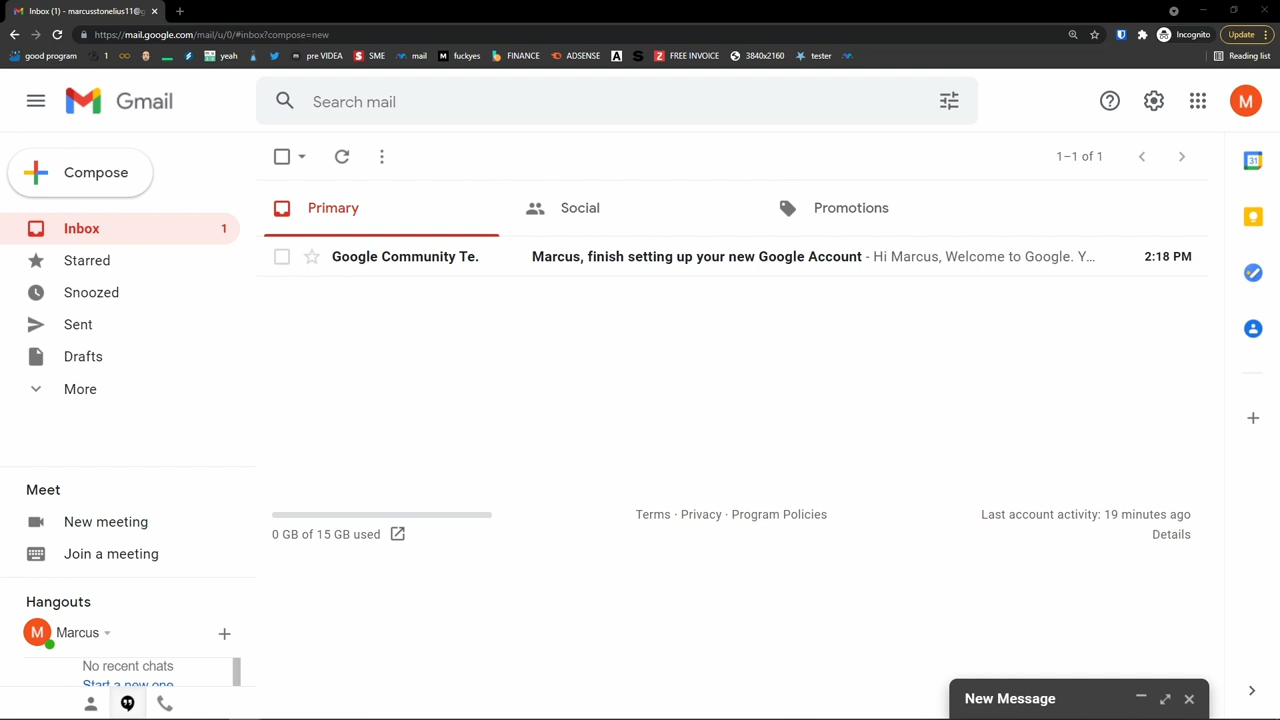 Inbox (1) - marcusstonelius11@g
https://mail.google.com/mail/u/0/#inbox?compose=new
Incognito
Update
good program
1
yeah
pre VIDEA
SME
mail
fuckyes
FINANCE
ADSENSE
FREE INVOICE
3840x2160
tester
Reading list
Gmail
Search mail
M
Compose
1–1 of 1
31
Primary
Social
Promotions
Inbox
1
Google Community Te.
Marcus, finish setting up your new Google Account - Hi Marcus, Welcome to Google. Y…
2:18 PM
Starred
Snoozed
Sent
Drafts
More
Meet
New meeting
Join a meeting
Terms · Privacy · Program Policies
Last account activity: 19 minutes ago
0 GB of 15 GB used
Details
Hangouts
M
Marcus
No recent chats
Start a new one
New Message